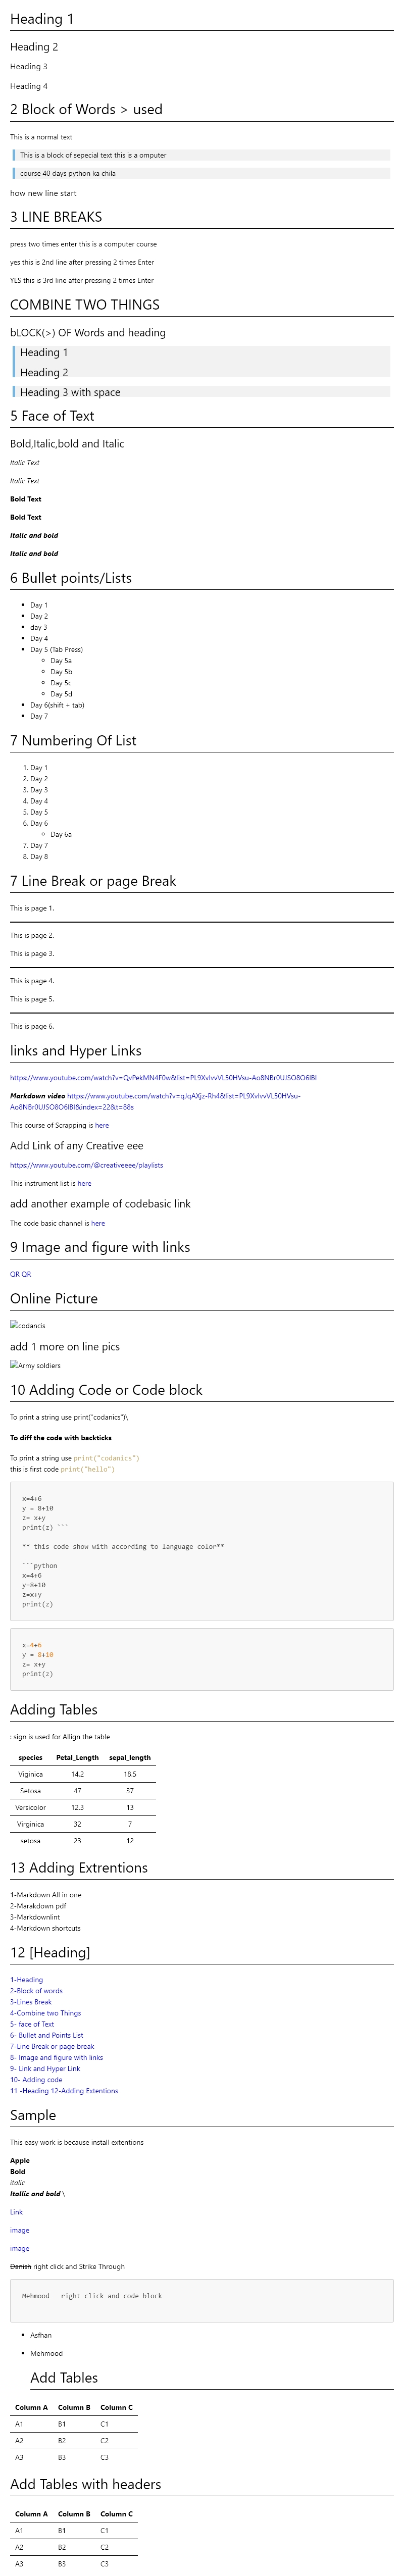 Heading 1
Heading 2
Heading 3
Heading 4
2 Block of Words > used
This is a normal text
This is a block of sepecial text this is a omputer
course 40 days python ka chila
how new line start
3 LINE BREAKS
press two times enter this is a computer course
yes this is 2nd line after pressing 2 times Enter
YES this is 3rd line after pressing 2 times Enter
COMBINE TWO THINGS
bLOCK(>) OF Words and heading
Heading 1
Heading 2
Heading 3 with space
5 Face of Text
Bold,Italic,bold and Italic
Italic Text
Italic Text
Bold Text
Bold Text
Italic and bold
Italic and bold
6 Bullet points/Lists
• Day 1
• Day 2
• day 3
• Day 4
• Day 5 (Tab Press)
◦ Day 5a
◦ Day 5b
◦ Day 5c
◦ Day 5d
• Day 6(shift + tab)
• Day 7
7 Numbering Of List
1. Day 1
2. Day 2
3. Day 3
4. Day 4
5. Day 5
6. Day 6
◦ Day 6a
7. Day 7
8. Day 8
7 Line Break or page Break
This is page 1.
This is page 2.
This is page 3.
This is page 4.
This is page 5.
This is page 6.
links and Hyper Links
https://www.youtube.com/watch?v=QvPekMN4F0w&list=PL9XvIvvVL50HVsu-Ao8NBr0UJSO8O6lBI
Markdown video https://www.youtube.com/watch?v=qJqAXjz-Rh4&list=PL9XvIvvVL50HVsu-
Ao8NBr0UJSO8O6lBI&index=22&t=88s
This course of Scrapping is here
Add Link of any Creative eee
https://www.youtube.com/@creativeeee/playlists
This instrument list is here
add another example of codebasic link
The code basic channel is here
9 Image and figure with links
QR QR
Online Picture
codancis
add 1 more on line pics
Army soldiers
10 Adding Code or Code block
To print a string use print("codanics")\
To diff the code with backticks
To print a string use print("codanics")
this is first code print("hello")
x=4+6
y = 8+10
z= x+y
print(z) ```
** this code show with according to language color**
```python
x=4+6
y=8+10
z=x+y
print(z)
x=4+6
y = 8+10
z= x+y
print(z)
Adding Tables
: sign is used for Allign the table
species Petal_Length sepal_length
Viginica 14.2 18.5
Setosa 47 37
Versicolor 12.3 13
Virginica 32 7
setosa 23 12
13 Adding Extrentions
1-Markdown All in one
2-Marakdown pdf
3-Markdownlint
4-Markdown shortcuts
12 [Heading]
1-Heading
2-Block of words
3-Lines Break
4-Combine two Things
5- face of Text
6- Bullet and Points List
7-Line Break or page break
8- Image and figure with links
9- Link and Hyper Link
10- Adding code
11 -Heading 12-Adding Extentions
Sample
This easy work is because install extentions
Apple
Bold
italic
Itallic and bold \
Link
image
image
Danish right click and Strike Through
Mehmood right click and code block
• Asfhan
• Mehmood
Add Tables
Column A Column B Column C
A1 B1 C1
A2 B2 C2
A3 B3 C3
Add Tables with headers
Column A Column B Column C
A1 B1 C1
A2 B2 C2
A3 B3 C3